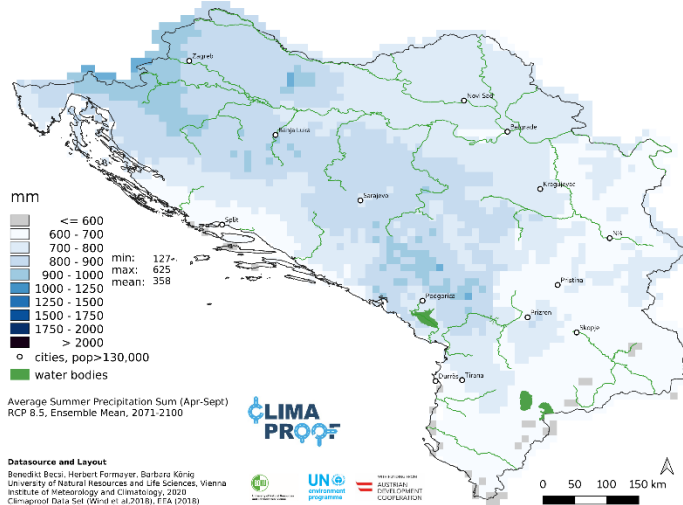 Zagreb
Novi Sad
Belgrade
Banja Luka
Kragujevac
Sarajevo
Split
Niš
Pristina
Podgorica
Prizren
Skopje
Durrës
Tirana
mm
<= 600
600 - 700
700 - 800
800 - 900
900 - 1000
1000 - 1250
1250 - 1500
1500 - 1750
1750 - 2000
> 2000
cities, pop>130,000
water bodies
min: 127
max: 625
mean: 358
Average Summer Precipitation Sum (Apr-Sept)
RCP 8.5, Ensemble Mean, 2071-2100
CLIMA
PROOF
Datasource and Layout
Benedikt Becsi, Herbert Formayer, Barbara König
University of Natural Resources and Life Sciences, Vienna
Institute of Meteorology and Climatology, 2020
Climaproof Data Set (Wind et al,2018), EEA (2018)
UN
environment
programme
WITH FUNDING FROM
AUSTRIAN
DEVELOPMENT
COOPERATION
0 50 100 150 km